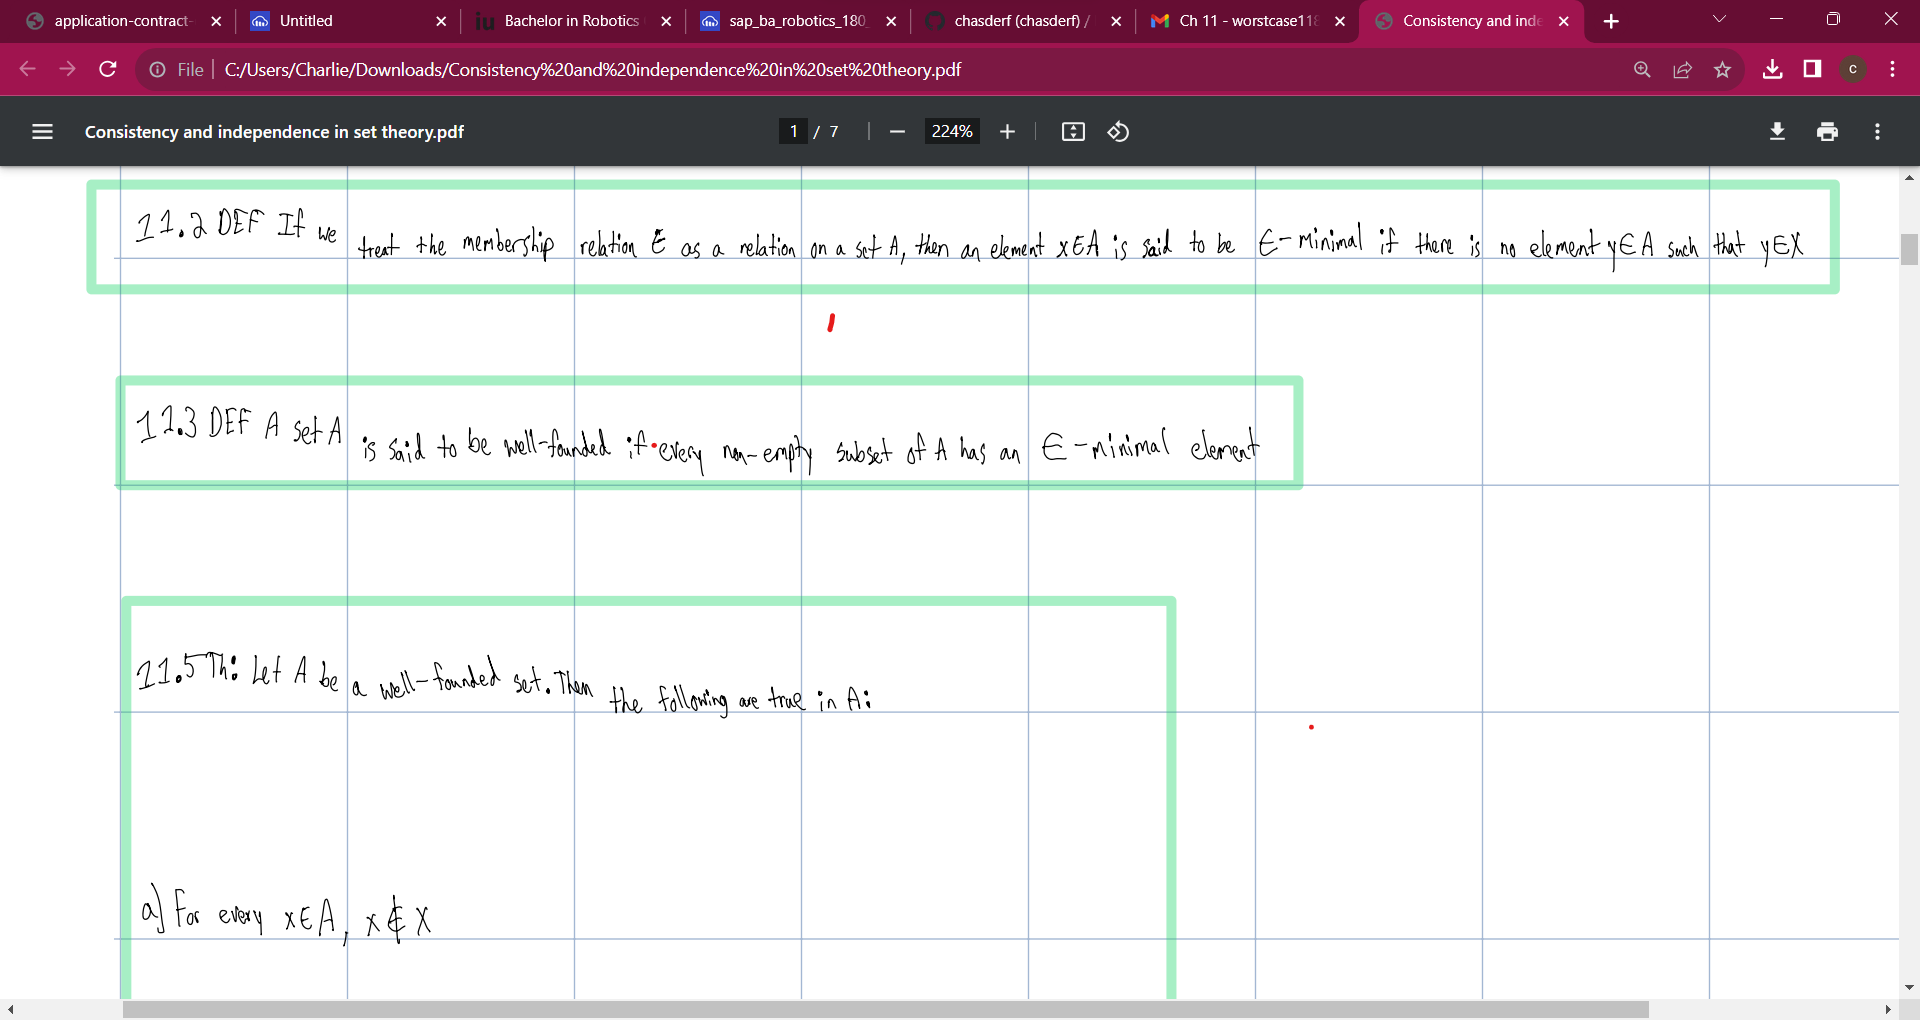 application-contract-
Untitled
Bachelor in Robotics
sap_ba_robotics_180_
chasderf (chasderf) /
Ch 11 - worstcase118
Consistency and inde
File
C:/Users/Charlie/Downloads/Consistency%20and%20independence%20in%20set%20theory.pdf
c
Consistency and independence in set theory.pdf
1 / 7
224%
11.2 DEF If we treat the membership relation ∈ as a relation on a set A, then an element x∈A is said to be ∈-minimal if there is no element y∈A such that y∈X
11.3 DEF A set A is said to be well-founded if every non-empty subset of A has an ∈-minimal element
11.5 Th: Let A be a well-founded set. Then the following are true in A:
a) For every x∈A, x∉X